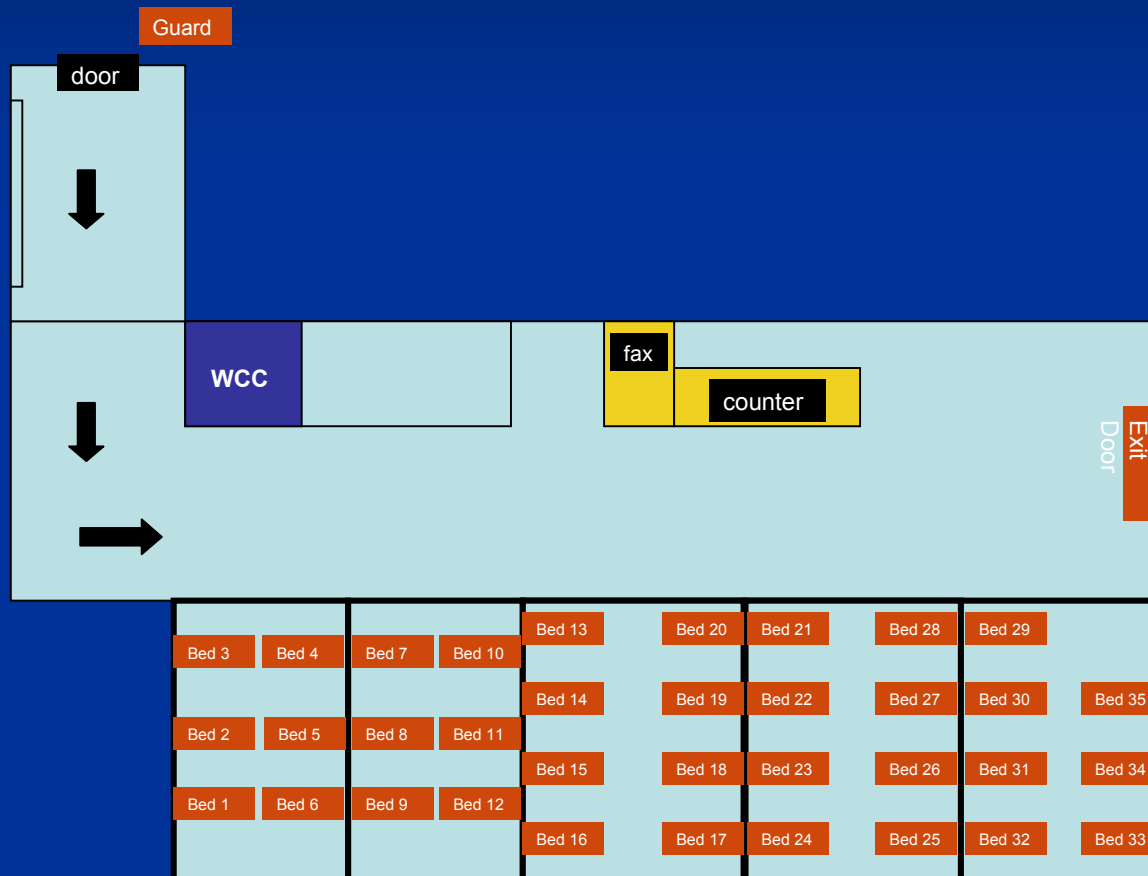 Guard
door
WCC
fax
counter
Exit
Door
Bed 13
Bed 20
Bed 21
Bed 28
Bed 29
Bed 3
Bed 4
Bed 7
Bed 10
Bed 14
Bed 19
Bed 22
Bed 27
Bed 30
Bed 35
Bed 2
Bed 5
Bed 8
Bed 11
Bed 15
Bed 18
Bed 23
Bed 26
Bed 31
Bed 34
Bed 1
Bed 6
Bed 9
Bed 12
Bed 16
Bed 17
Bed 24
Bed 25
Bed 32
Bed 33